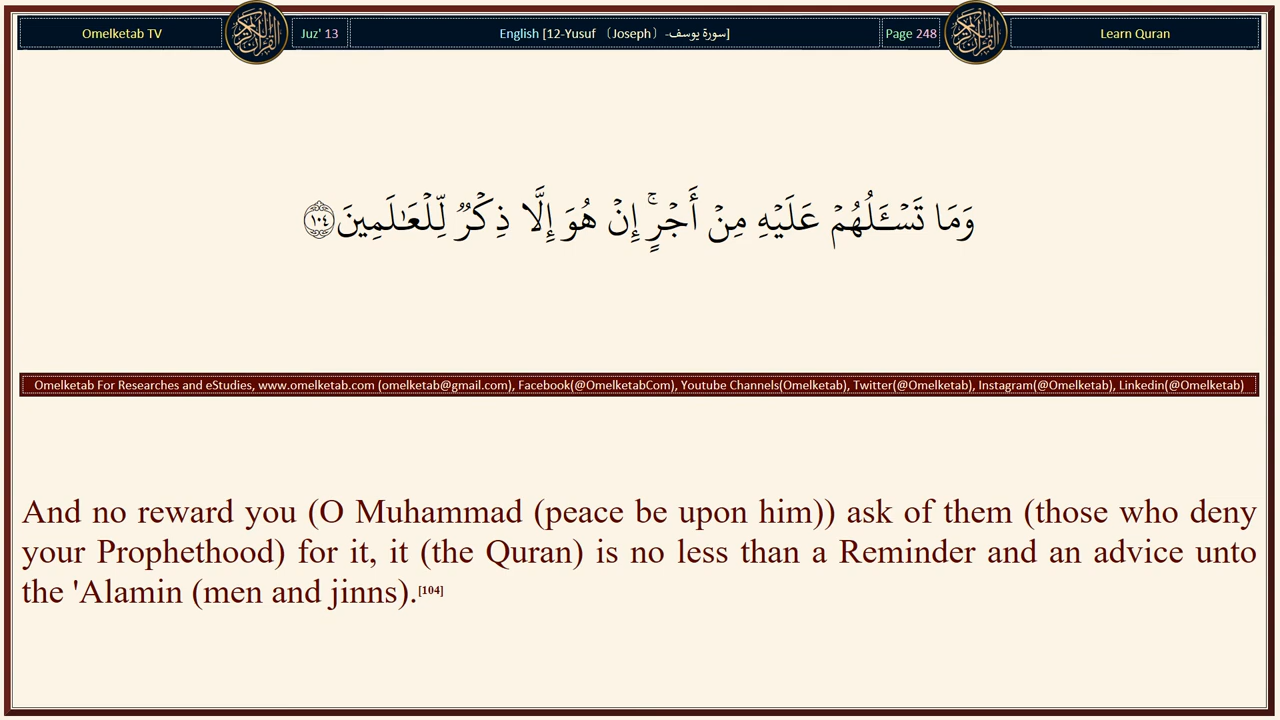 Omelketab TV
Juz' 13
English [12-Yusuf （Joseph）-سورة يوسف]
Page 248
Learn Quran
وَمَا تَسْـَٔلُهُمْ عَلَيْهِ مِنْ أَجْرٍۚ إِنْ هُوَ إِلَّا ذِكْرٌ لِّلْعَٰلَمِينَ ١٠٤
Omelketab For Researches and eStudies, www.omelketab.com (omelketab@gmail.com), Facebook(@OmelketabCom), Youtube Channels(Omelketab), Twitter(@Omelketab), Instagram(@Omelketab), Linkedin(@Omelketab)
And no reward you (O Muhammad (peace be upon him)) ask of them (those who deny
your Prophethood) for it, it (the Quran) is no less than a Reminder and an advice unto
the 'Alamin (men and jinns).[104]